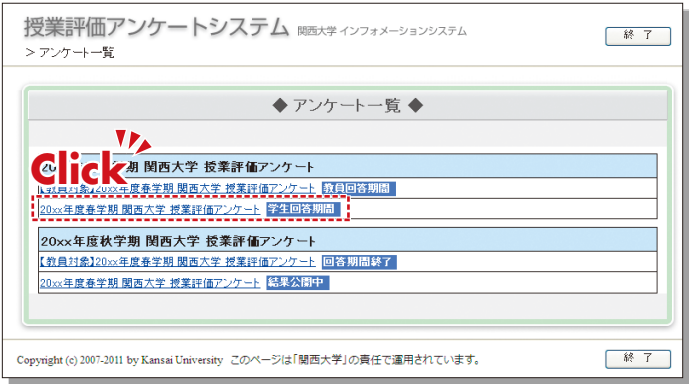 授業評価アンケートシステム 関西大学 インフォメーションシステム
終 了
> アンケート一覧
◆ アンケート一覧 ◆
Click
20 期 関西大学 授業評価アンケート
【教員対象】20xx年度春学期 関西大学 授業評価アンケート 教員回答期間
20xx年度春学期 関西大学 授業評価アンケート 学生回答期間
20xx年度秋学期 関西大学 授業評価アンケート
【教員対象】20xx年度春学期 関西大学 授業評価アンケート 回答期間終了
20xx年度春学期 関西大学 授業評価アンケート 結果公開中
Copyright (c) 2007-2011 by Kansai University このページは「関西大学」の責任で運用されています。
終 了